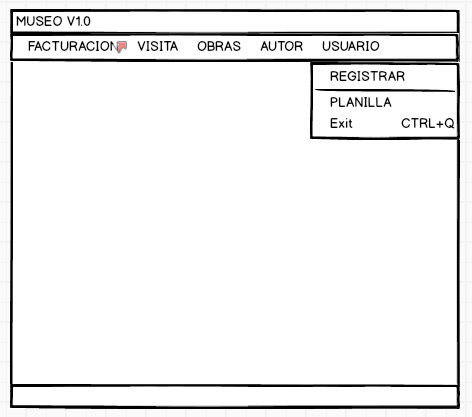 MUSEO V1.0
FACTURACION VISITA OBRAS AUTOR USUARIO
REGISTRAR
PLANILLA
Exit CTRL+Q